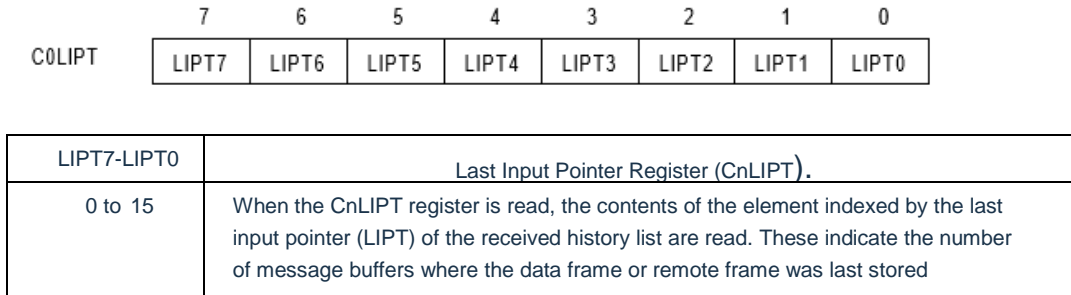 7 6 5 4 3 2 1 0
C0LIPT LIPT7 LIPT6 LIPT5 LIPT4 LIPT3 LIPT2 LIPT1 LIPT0
LIPT7-LIPT0 Last Input Pointer Register (CnLIPT).
0 to 15 When the CnLIPT register is read, the contents of the element indexed by the last
input pointer (LIPT) of the received history list are read. These indicate the number
of message buffers where the data frame or remote frame was last stored